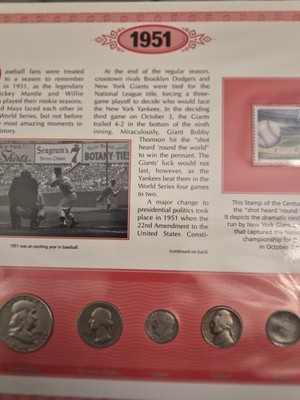 1951
aseball fans were treated
to a season to remember
as the legendary
ickey Mantle and Willie
played their rookie seasons.
d Mays faced each other in
World Series, but not before
most amazing moments in
history.
At the end of the regular season,
crosstown rivals Brooklyn Dodgers and
New York Giants were tied for the
National League title, forcing a three-
game playoff to decide who would face
the New York Yankees. In the deciding
third game on October 3, the Giants
trailed 4-2 in the bottom of the ninth
inning. Miraculously, Giant Bobby
Thomson hit the "shot
heard 'round the world"
to win the pennant. The
Giants' luck would not
last, however, as the
Yankees beat them in the
World Series four games
to two.
A major change to
presidential politics took
place in 1951 when the
22nd Amendment to the
United States Consti-
(continued on back)
Shirts
Seagram's
BOTANY
TIES
1951 was an exciting year in baseball.
This Stamp of the Centur
the "shot heard 'round
It depicts the dramatic nint
run by New York Giant
that captured the Natio
championship for
in October